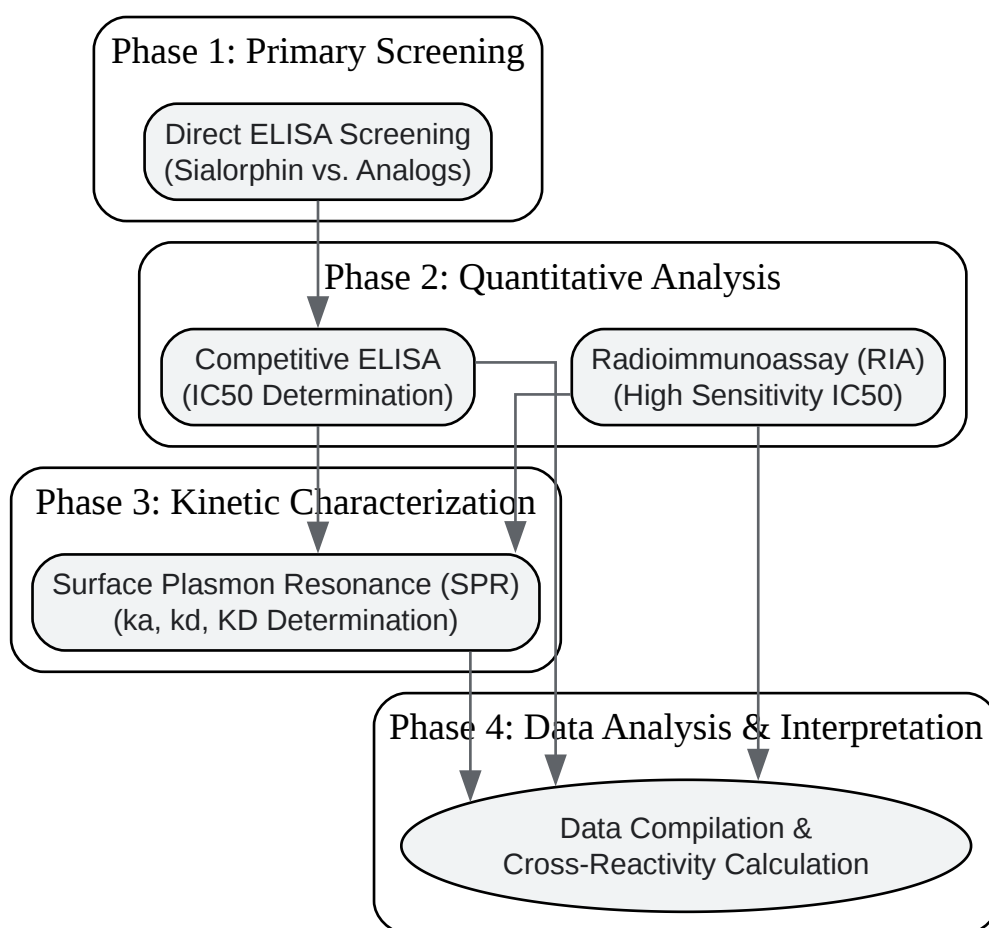 Phase 1: Primary Screening
Direct ELISA Screening
(Sialorphin vs. Analogs)
Phase 2: Quantitative Analysis
Competitive ELISA
(IC50 Determination)
Radioimmunoassay (RIA)
(High Sensitivity IC50)
Phase 3: Kinetic Characterization
Surface Plasmon Resonance (SPR)
(ka, kd, KD Determination)
Phase 4: Data Analysis & Interpretation
Data Compilation &
Cross-Reactivity Calculation